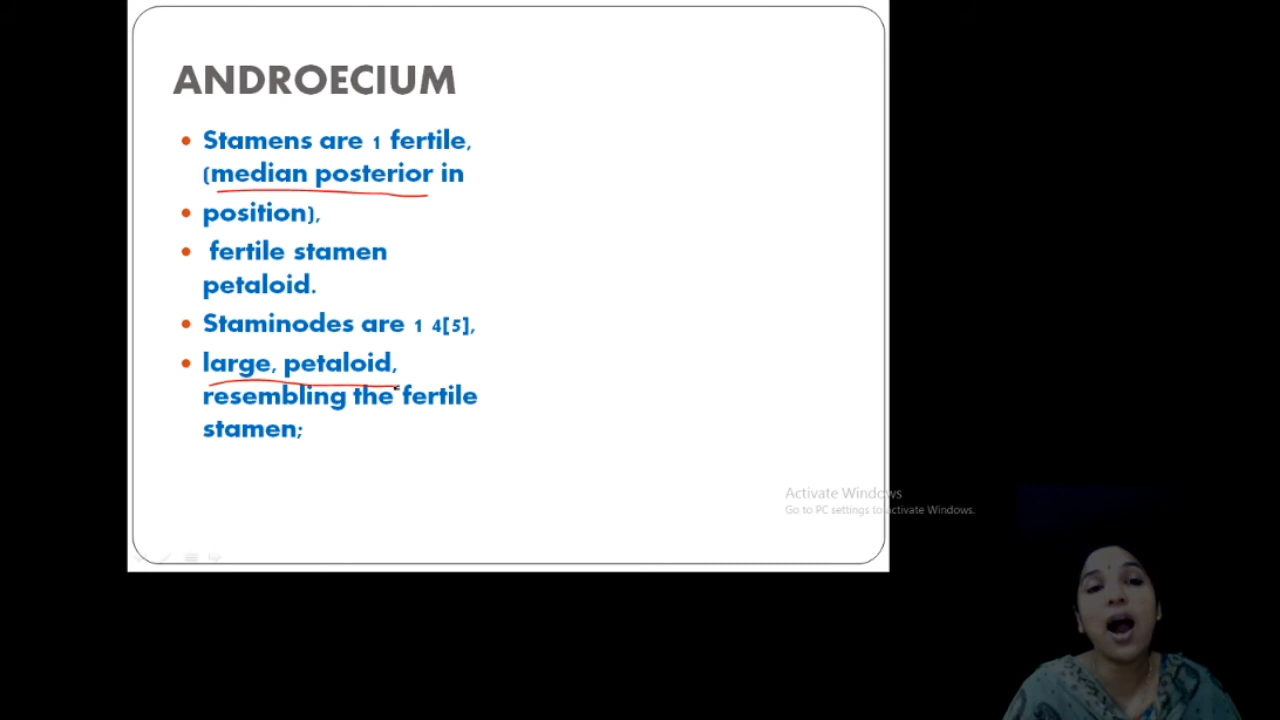 ANDROECIUM
• Stamens are 1 fertile,
(median posterior in
• position),
• fertile stamen
petaloid.
• Staminodes are 1 4[5],
• large, petaloid,
resembling the fertile
stamen;
Activate Windows
Go to PC settings to activate Windows.